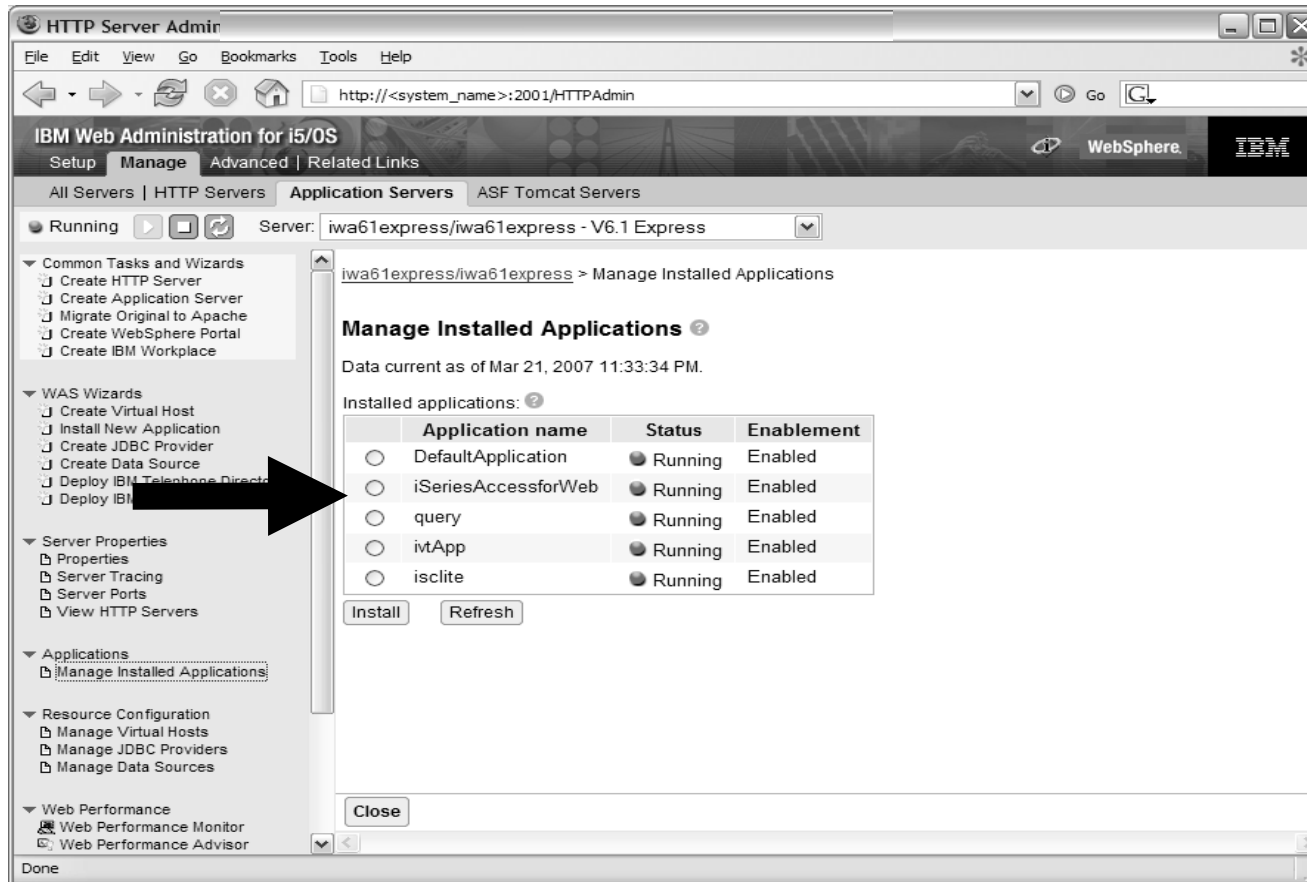 HTTP Server Admin
File Edit View Go Bookmarks Tools Help
http://<system_name>:2001/HTTPAdmin Go G
IBM Web Administration for i5/OS
WebSphere. IBM
Setup Manage Advanced | Related Links
All Servers | HTTP Servers Application Servers ASF Tomcat Servers
Running Server: iwa61express/iwa61express - V6.1 Express
Common Tasks and Wizards
Create HTTP Server
Create Application Server
Migrate Original to Apache
Create WebSphere Portal
Create IBM Workplace
WAS Wizards
Create Virtual Host
Install New Application
Create JDBC Provider
Create Data Source
Deploy IBM Telephone Directo
Deploy IBM
Server Properties
Properties
Server Tracing
Server Ports
View HTTP Servers
Applications
Manage Installed Applications
Resource Configuration
Manage Virtual Hosts
Manage JDBC Providers
Manage Data Sources
Web Performance
Web Performance Monitor
Web Performance Advisor
iwa61express/iwa61express > Manage Installed Applications
Manage Installed Applications ?
Data current as of Mar 21, 2007 11:33:34 PM.
Installed applications: ?
Application name Status Enablement
DefaultApplication Running Enabled
iSeriesAccessforWeb Running Enabled
query Running Enabled
ivtApp Running Enabled
isclite Running Enabled
Install Refresh
Close
Done